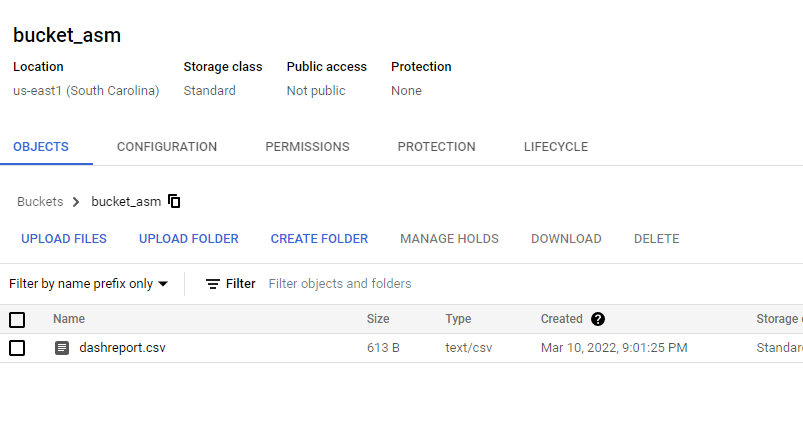 bucket_asm
Location Storage class Public access Protection
us-east1 (South Carolina) Standard Not public None
OBJECTS CONFIGURATION PERMISSIONS PROTECTION LIFECYCLE
Buckets > bucket_asm
UPLOAD FILES UPLOAD FOLDER CREATE FOLDER MANAGE HOLDS DOWNLOAD DELETE
Filter by name prefix only Filter Filter objects and folders
Name Size Type Created ? Storage
dashreport.csv 613 B text/csv Mar 10, 2022, 9:01:25 PM Standar